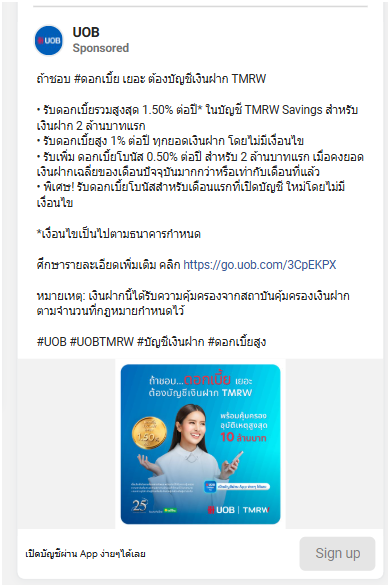 UOB
Sponsored
ถ้าชอบ #ดอกเบี้ย เยอะ ต้องบัญชีเงินฝาก TMRW
• รับดอกเบี้ยรวมสูงสุด 1.50% ต่อปี* ในบัญชี TMRW Savings สำหรับ
เงินฝาก 2 ล้านบาทแรก
• รับดอกเบี้ยสูง 1% ต่อปี ทุกยอดเงินฝาก โดยไม่มีเงื่อนไข
• รับเพิ่ม ดอกเบี้ยโบนัส 0.50% ต่อปี สำหรับ 2 ล้านบาทแรก เมื่อคงยอด
เงินฝากเฉลี่ยของเดือนปัจจุบันมากกว่าหรือเท่ากับเดือนที่แล้ว
• พิเศษ! รับดอกเบี้ยโบนัสสำหรับเดือนแรกที่เปิดบัญชี ใหม่โดยไม่มี
เงื่อนไข
*เงื่อนไขเป็นไปตามธนาคารกำหนด
ศึกษารายละเอียดเพิ่มเติม คลิก https://go.uob.com/3CpEKPX
หมายเหตุ: เงินฝากนี้ได้รับความคุ้มครองจากสถาบันคุ้มครองเงินฝาก
ตามจำนวนที่กฎหมายกำหนดไว้
#UOB #UOBTMRW #บัญชีเงินฝาก #ดอกเบี้ยสูง
ถ้าชอบ...ดอกเบี้ย เยอะ
ต้องบัญชีเงินฝาก TMRW
พร้อมคุ้มครอง
อุบัติเหตุสูงสุด
10 ล้านบาท
1.50%
25
UOB | TMRW
เปิดบัญชีผ่าน App ง่ายๆได้เลย
Sign up